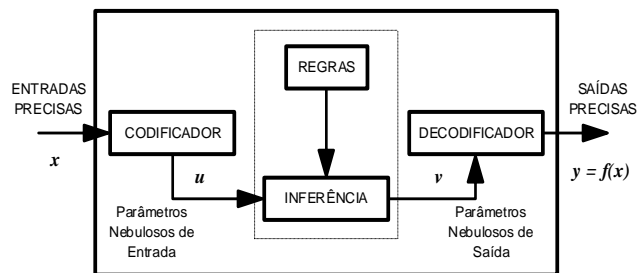 ENTRADAS
PRECISAS
x
CODIFICADOR
u
Parâmetros
Nebulosos de
Entrada
REGRAS
INFERÊNCIA
v
DECODIFICADOR
Parâmetros
Nebulosos de
Saída
SAÍDAS
PRECISAS
y = f(x)